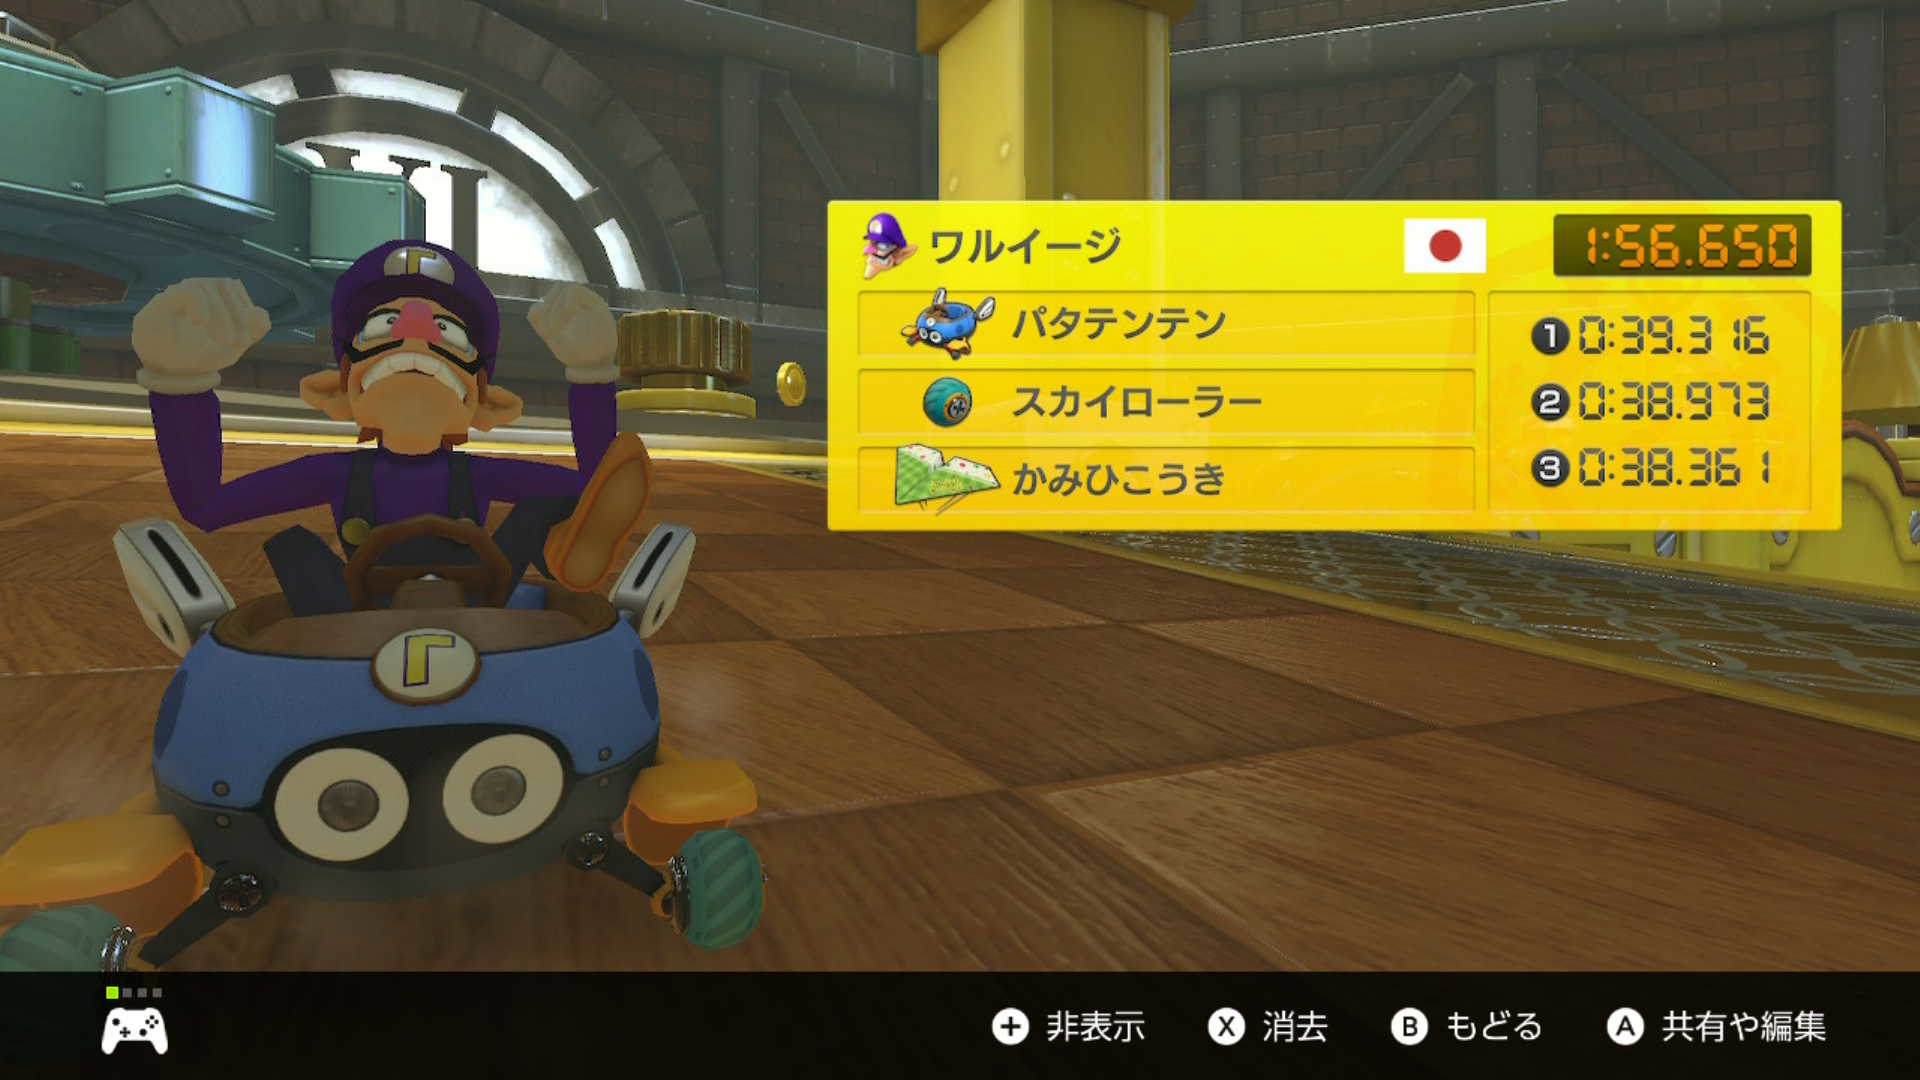 ワルイージ 1:56.650
パタテンテン
スカイローラー
かみひこうき
1 0:39.316
2 0:38.973
3 0:38.361
+ 非表示 X 消去 B もどる A 共有や編集